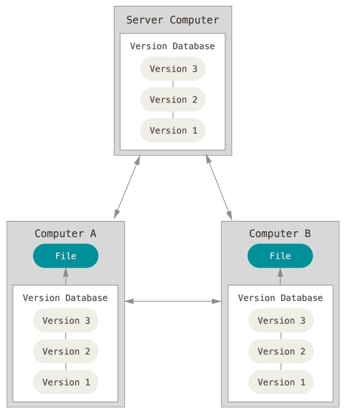 Server Computer
Version Database
Version 3
Version 2
Version 1
Computer A
File
Version Database
Version 3
Version 2
Version 1
Computer B
File
Version Database
Version 3
Version 2
Version 1